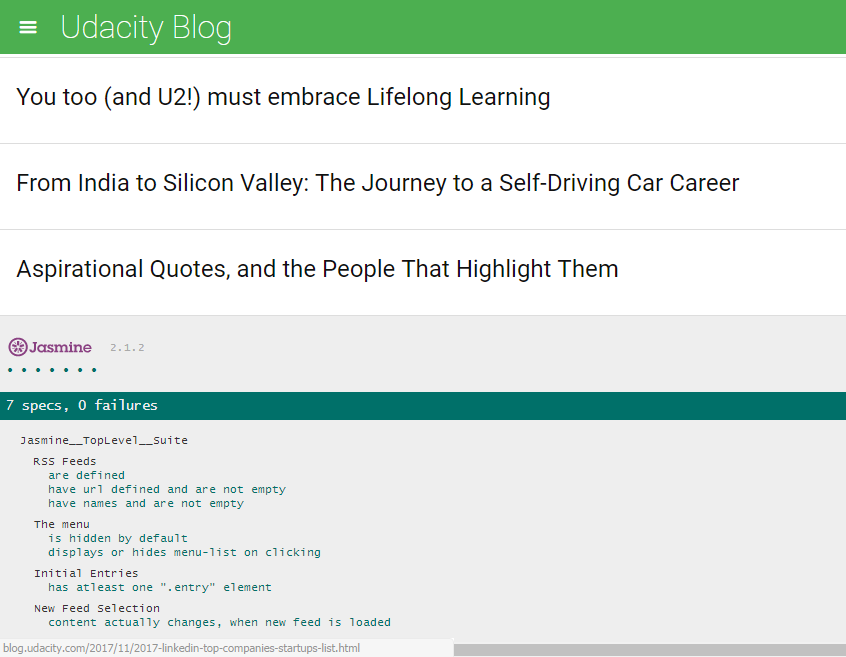 Udacity Blog
You too (and U2!) must embrace Lifelong Learning
From India to Silicon Valley: The Journey to a Self-Driving Car Career
Aspirational Quotes, and the People That Highlight Them
Jasmine 2.1.2
• • • • • • •
7 specs, 0 failures
Jasmine__TopLevel__Suite
RSS Feeds
are defined
have url defined and are not empty
have names and are not empty
The menu
is hidden by default
displays or hides menu-list on clicking
Initial Entries
has atleast one ".entry" element
New Feed Selection
content actually changes, when new feed is loaded
blog.udacity.com/2017/11/2017-linkedin-top-companies-startups-list.html